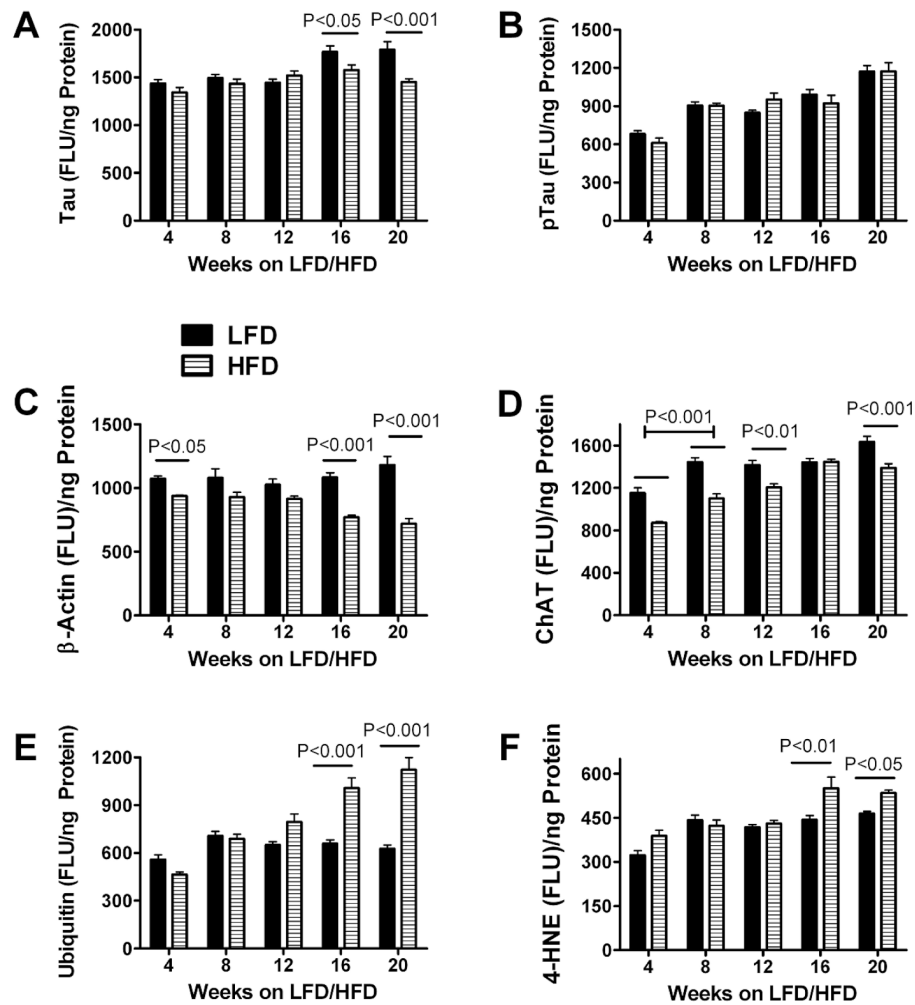 A
P<0.05 P<0.001
Tau (FLU/ng Protein)
2000
1500
1000
500
0
4 8 12 16 20
Weeks on LFD/HFD
B
pTau (FLU/ng Protein)
1500
1200
900
600
300
0
4 8 12 16 20
Weeks on LFD/HFD
LFD
HFD
C
β-Actin (FLU)/ng Protein
1500
1000
500
0
P<0.05 P<0.001 P<0.001
4 8 12 16 20
Weeks on LFD/HFD
D
ChAT (FLU)/ng Protein
1600
1200
800
400
0
P<0.001 P<0.01 P<0.001
4 8 12 16 20
Weeks on LFD/HFD
E
Ubiquitin (FLU/ng Protein)
1200
900
600
300
0
P<0.001 P<0.001
4 8 12 16 20
Weeks on LFD/HFD
F
4-HNE (FLU)/ng Protein
600
450
300
150
0
P<0.01 P<0.05
4 8 12 16 20
Weeks on LFD/HFD